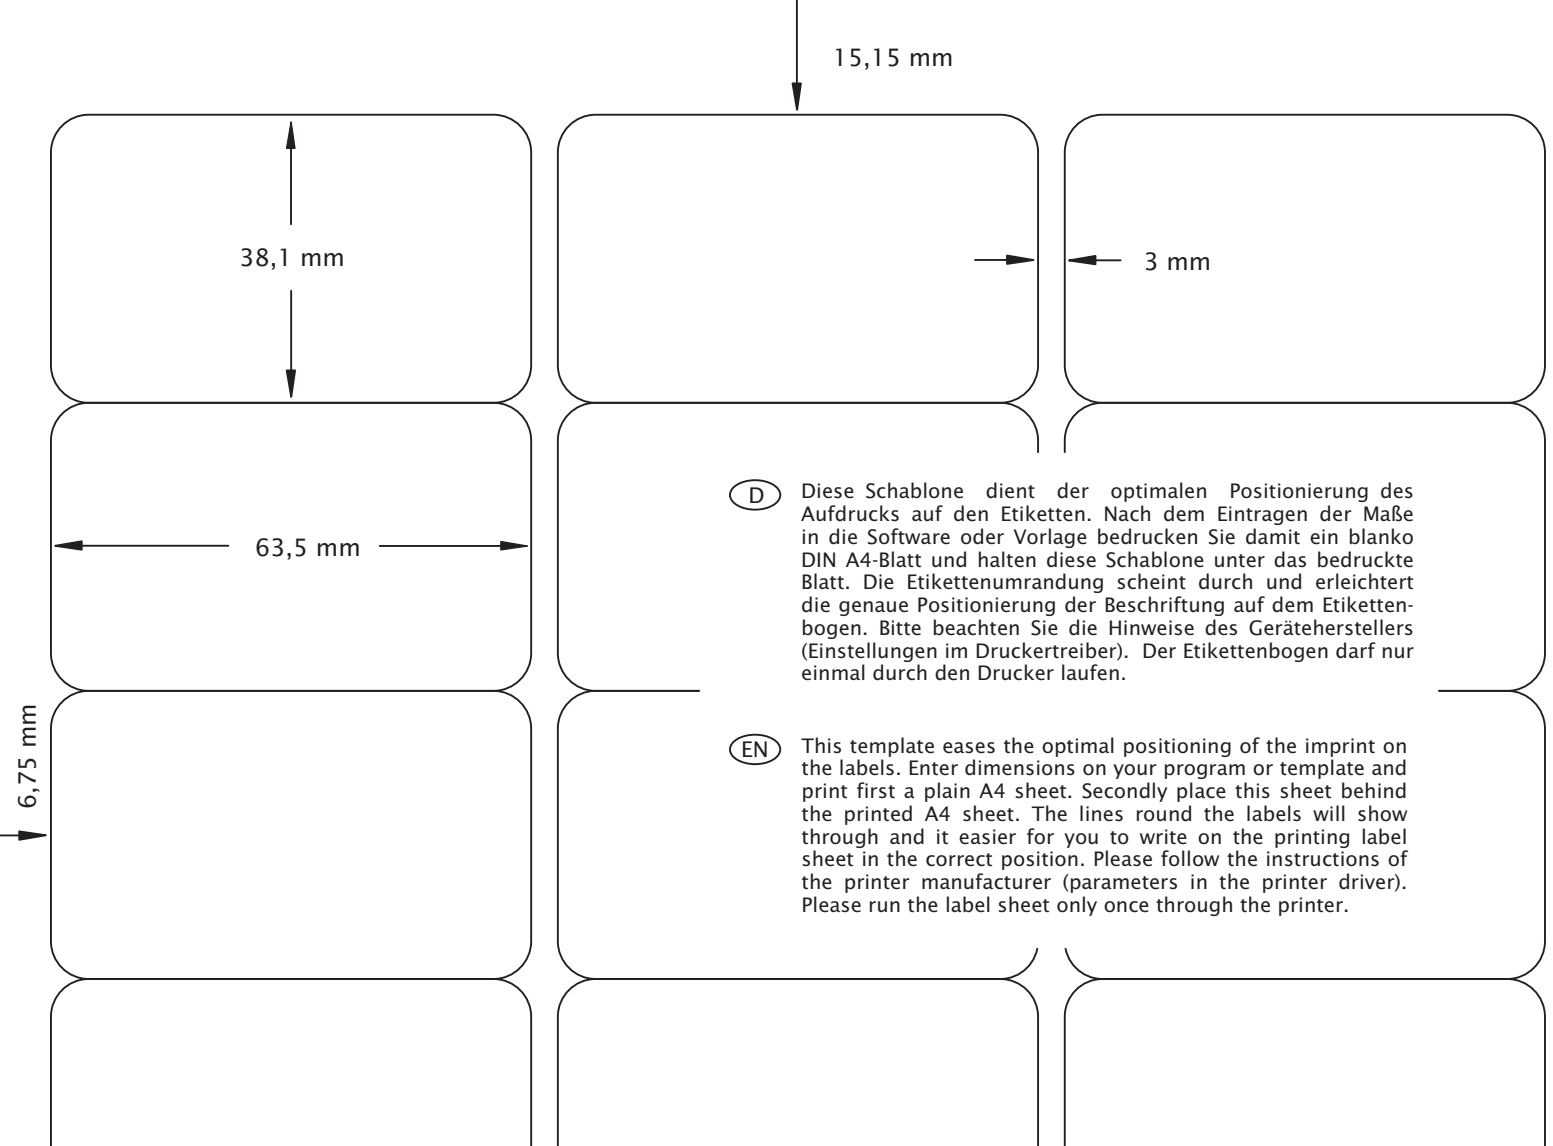 15,15 mm
38,1 mm
3 mm
D
Diese Schablone dient der optimalen Positionierung des
Aufdrucks auf den Etiketten. Nach dem Eintragen der Maße
in die Software oder Vorlage bedrucken Sie damit ein blanko
DIN A4-Blatt und halten diese Schablone unter das bedruckte
Blatt. Die Etikettenumrandung scheint durch und erleichtert
die genaue Positionierung der Beschriftung auf dem Etiketten-
bogen. Bitte beachten Sie die Hinweise des Geräteherstellers
(Einstellungen im Druckertreiber). Der Etikettenbogen darf nur
einmal durch den Drucker laufen.
63,5 mm
6,75 mm
EN
This template eases the optimal positioning of the imprint on
the labels. Enter dimensions on your program or template and
print first a plain A4 sheet. Secondly place this sheet behind
the printed A4 sheet. The lines round the labels will show
through and it easier for you to write on the printing label
sheet in the correct position. Please follow the instructions of
the printer manufacturer (parameters in the printer driver).
Please run the label sheet only once through the printer.